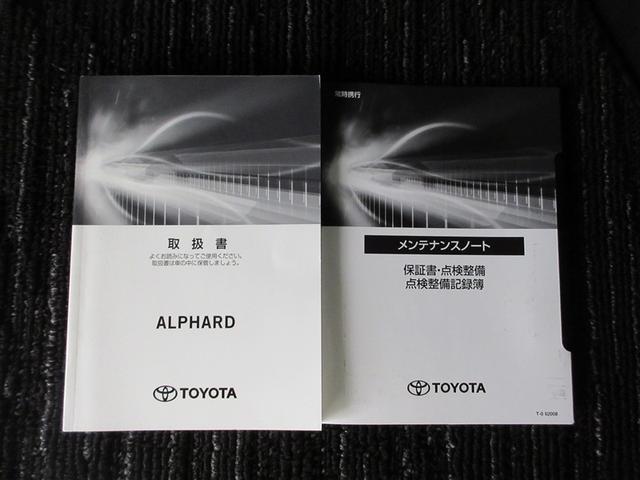 取扱書
よくお読みになってご使用ください。
取扱書は車の中に保管しましょう。
ALPHARD
TOYOTA
常時携行
メンテナンスノート
保証書・点検整備
点検整備記録簿
TOYOTA